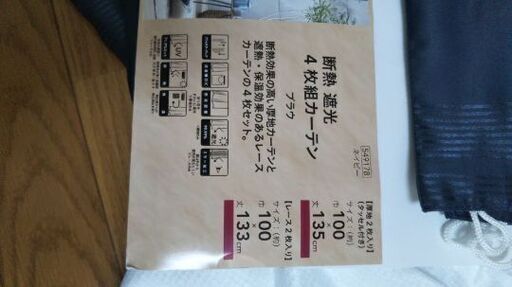 断熱 遮光
4枚組カーテン
プラウ
549178
ネイビー
断熱効果の高い厚地カーテンと
遮熱・保温効果のあるレース
カーテンの4枚セット。
【厚地2枚入り】
(タッセル付き)
サイズ:(約)
巾100×丈135cm
【レース2枚入り】
サイズ:(約)
巾100×丈133cm
UV